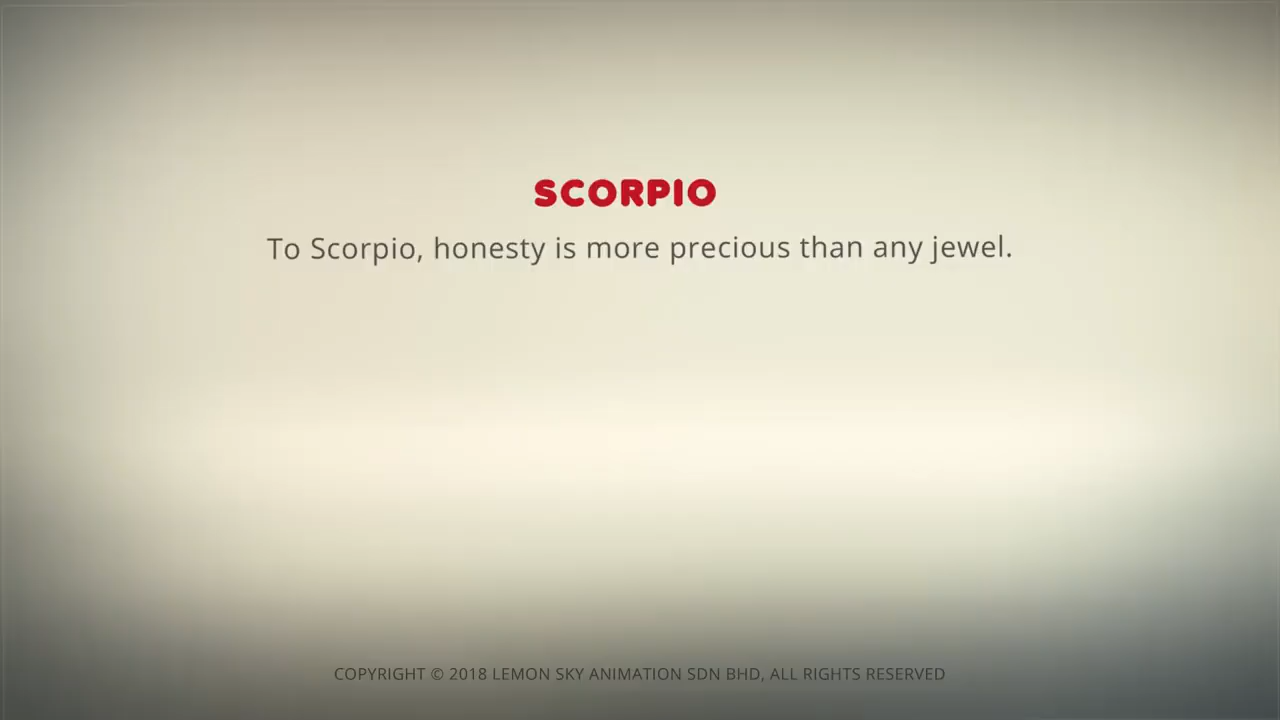 SCORPIO
To Scorpio, honesty is more precious than any jewel.
COPYRIGHT © 2018 LEMON SKY ANIMATION SDN BHD, ALL RIGHTS RESERVED